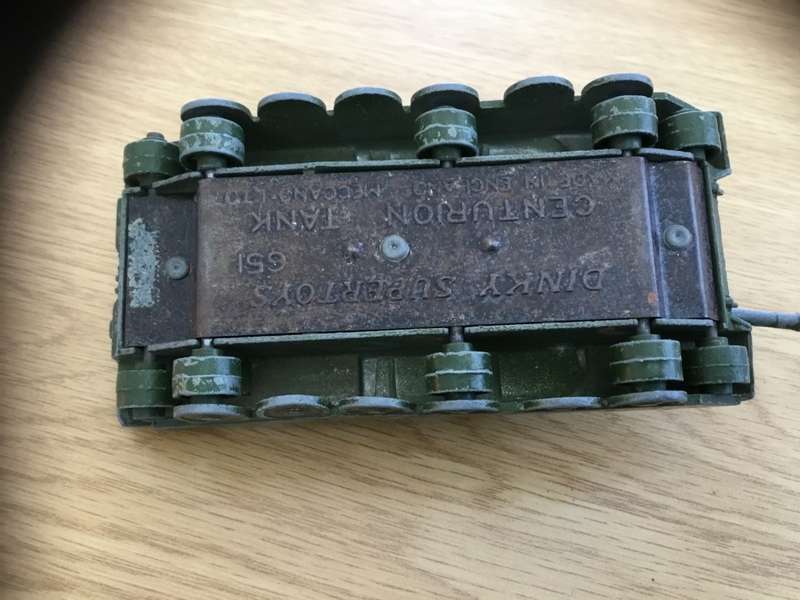 DINKY SUPERTOYS
651
CENTURION TANK
MADE IN ENGLAND MECCANO LTD